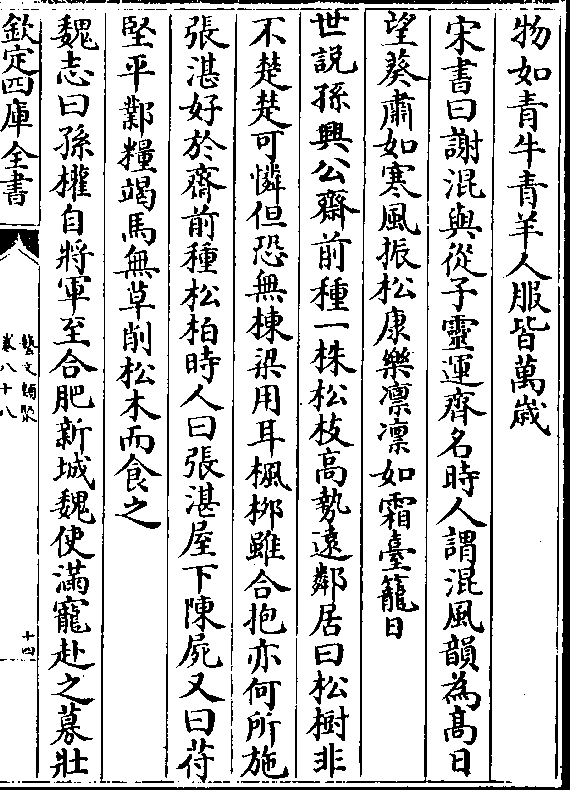 物如青牛青羊人服皆萬歲
宋書曰謝混與從子靈運齊名時人謂混風韻為髙曰
望葵肅如寒風振松康樂凛凛如霜臺籠日
世説孫興公齋前種一株松枝高勢逺鄰居曰松樹非
不楚楚可憐但恐無棟梁用耳楓柳雖合抱亦何所施
張湛好於齋前種松柏時人曰張湛屋下陳屍又曰苻
堅平鄴糧竭馬無草削松木而食之
魏志曰孫權自將軍至合肥新城魏使滿寵赴之募壮
欽定四庫全書
藝文類聚
卷八十八
十四